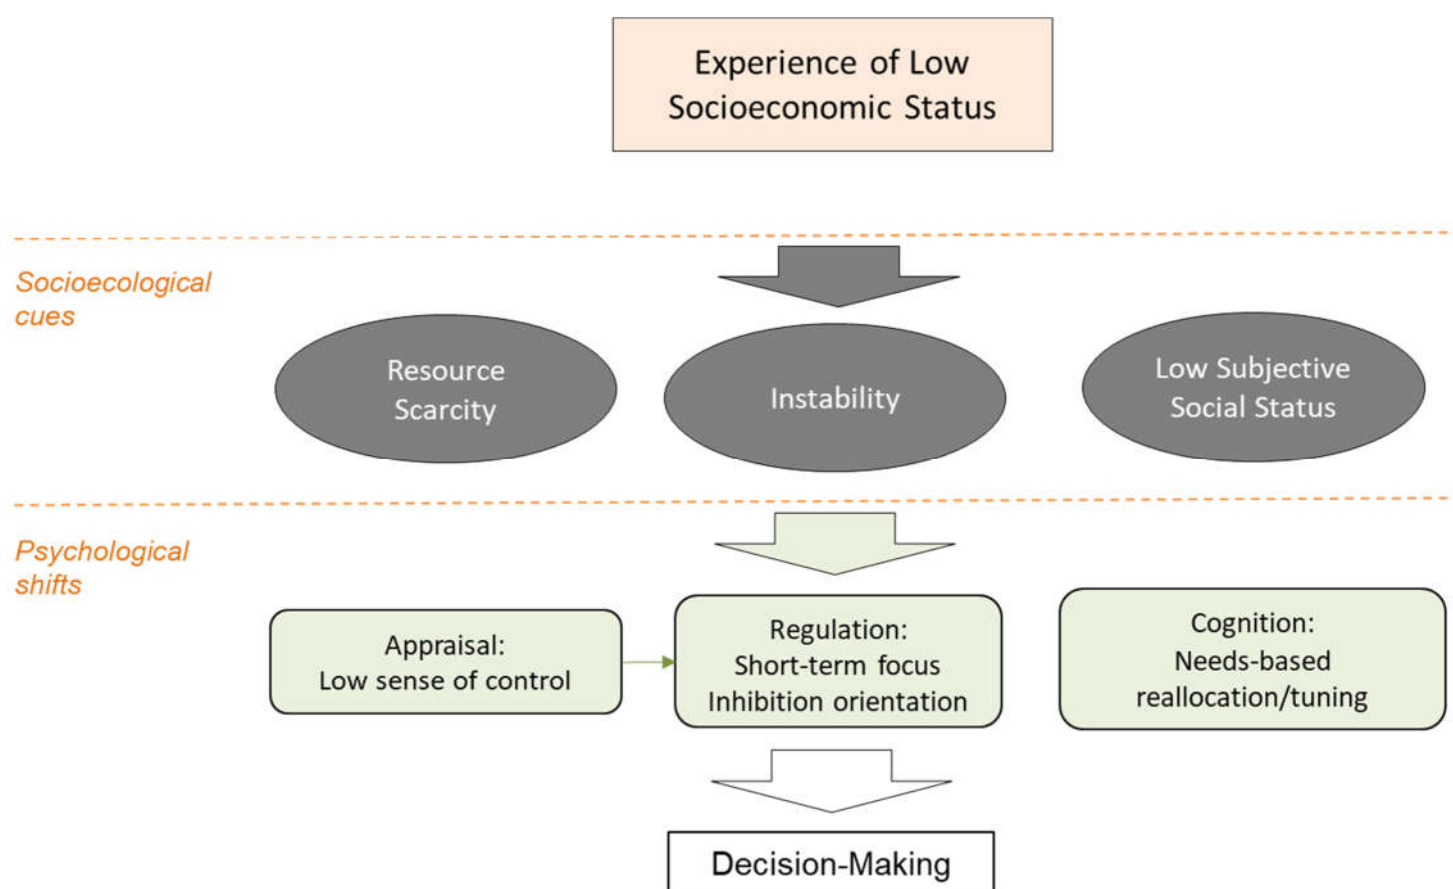 Experience of Low
Socioeconomic Status
Socioecological
cues
Resource
Scarcity
Instability
Low Subjective
Social Status
Psychological
shifts
Appraisal:
Low sense of control
Regulation:
Short-term focus
Inhibition orientation
Cognition:
Needs-based
reallocation/tuning
Decision-Making